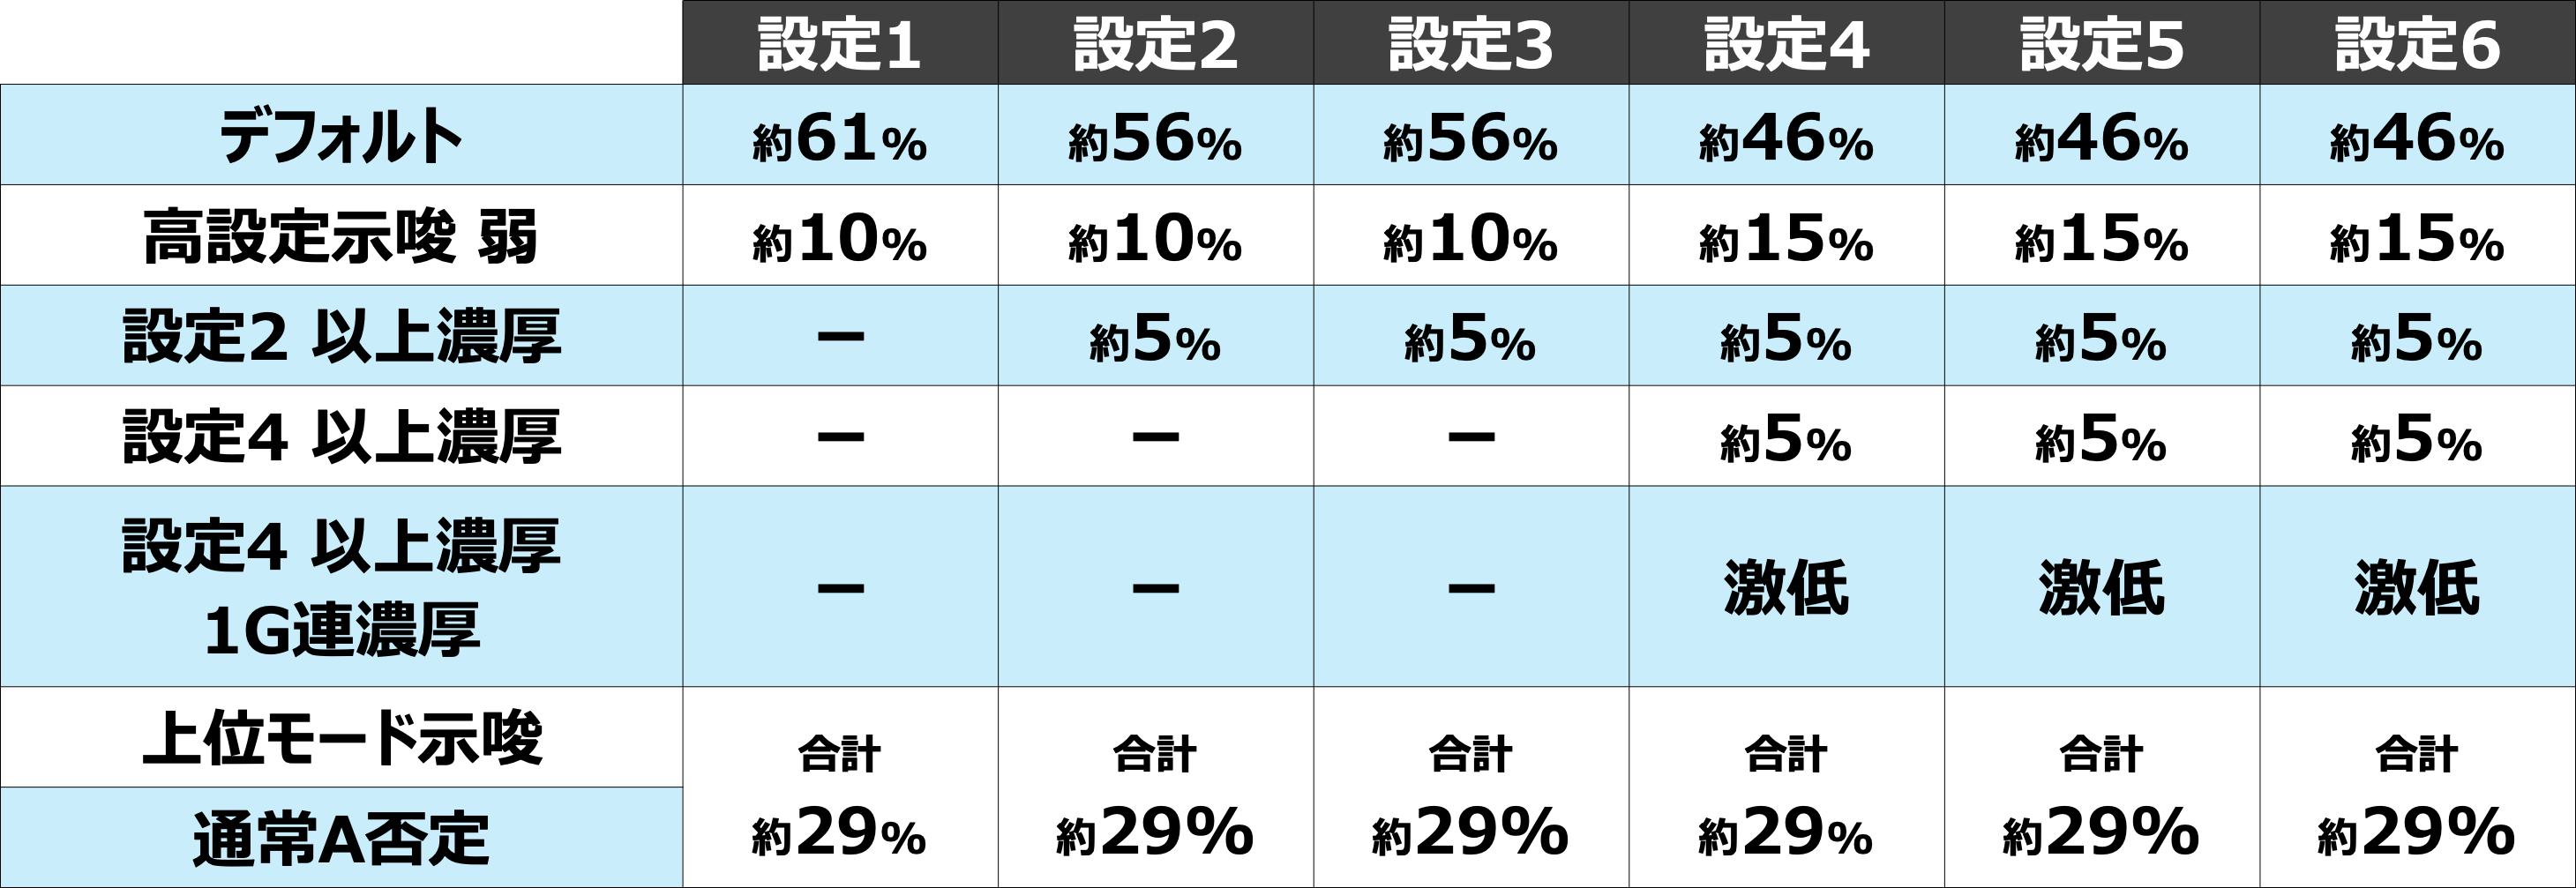 設定1 設定2 設定3 設定4 設定5 設定6
デフォルト 約61% 約56% 約56% 約46% 約46% 約46%
高設定示唆 弱 約10% 約10% 約10% 約15% 約15% 約15%
設定2 以上濃厚 － 約5% 約5% 約5% 約5% 約5%
設定4 以上濃厚 － － － 約5% 約5% 約5%
設定4 以上濃厚
1G連濃厚 － － － 激低 激低 激低
上位モード示唆 合計 合計 合計 合計 合計 合計
通常A否定 約29% 約29% 約29% 約29% 約29% 約29%